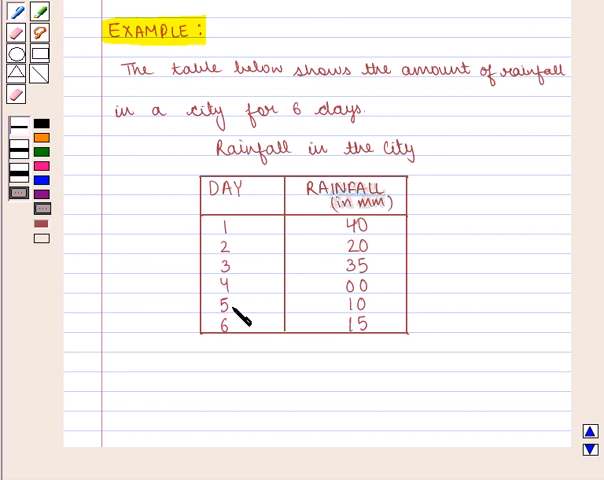 EXAMPLE:
The table below shows the amount of rainfall
in a city for 6 days.
Rainfall in the City
DAY RAINFALL
(in mm)
1 40
2 20
3 35
4 00
5 10
6 15